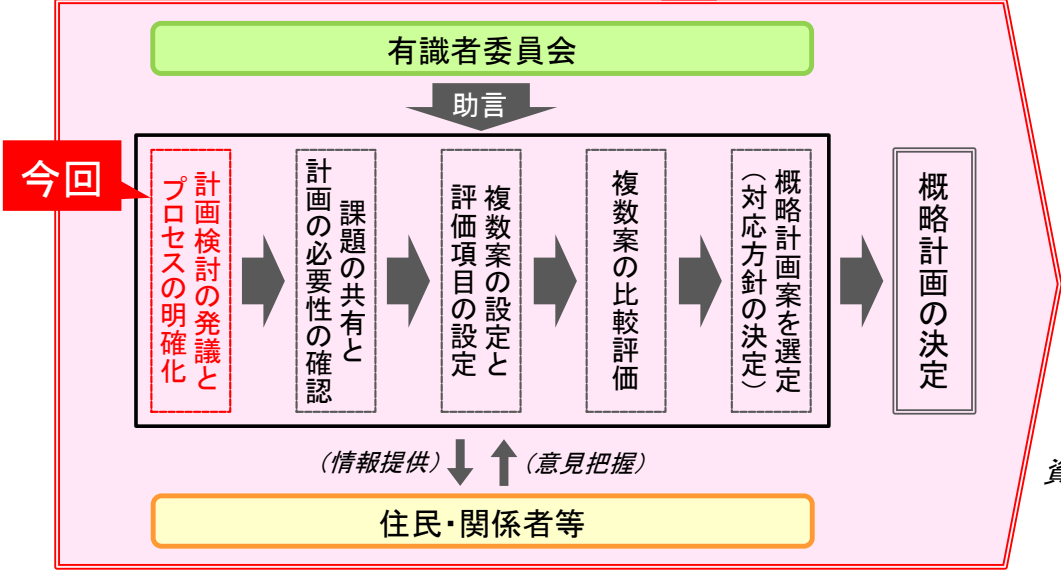 有識者委員会
助言
今回
計画検討の発議と
プロセスの明確化
課題の共有と
計画の必要性の確認
複数案の設定と
評価項目の設定
複数案の比較評価
概略計画案を選定
（対応方針の決定）
概略計画の決定
（情報提供）
（意見把握）
資
住民・関係者等